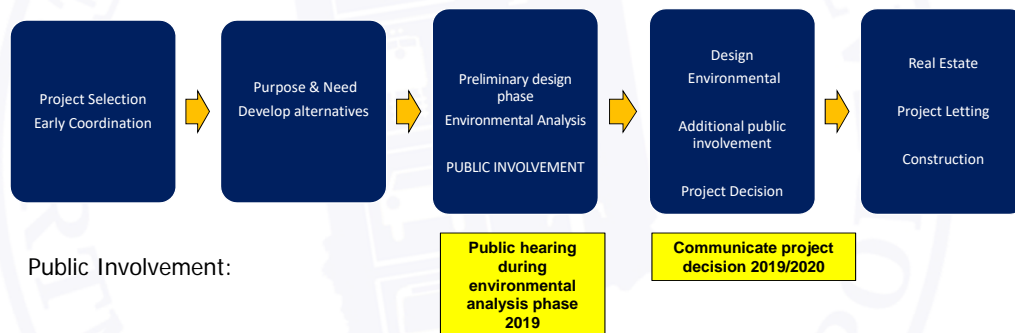 Project Selection
Early Coordination
Purpose & Need
Develop alternatives
Preliminary design
phase
Environmental Analysis
PUBLIC INVOLVEMENT
Design
Environmental
Additional public
involvement
Project Decision
Real Estate
Project Letting
Construction
Public Involvement:
Public hearing
during
environmental
analysis phase
2019
Communicate project
decision 2019/2020